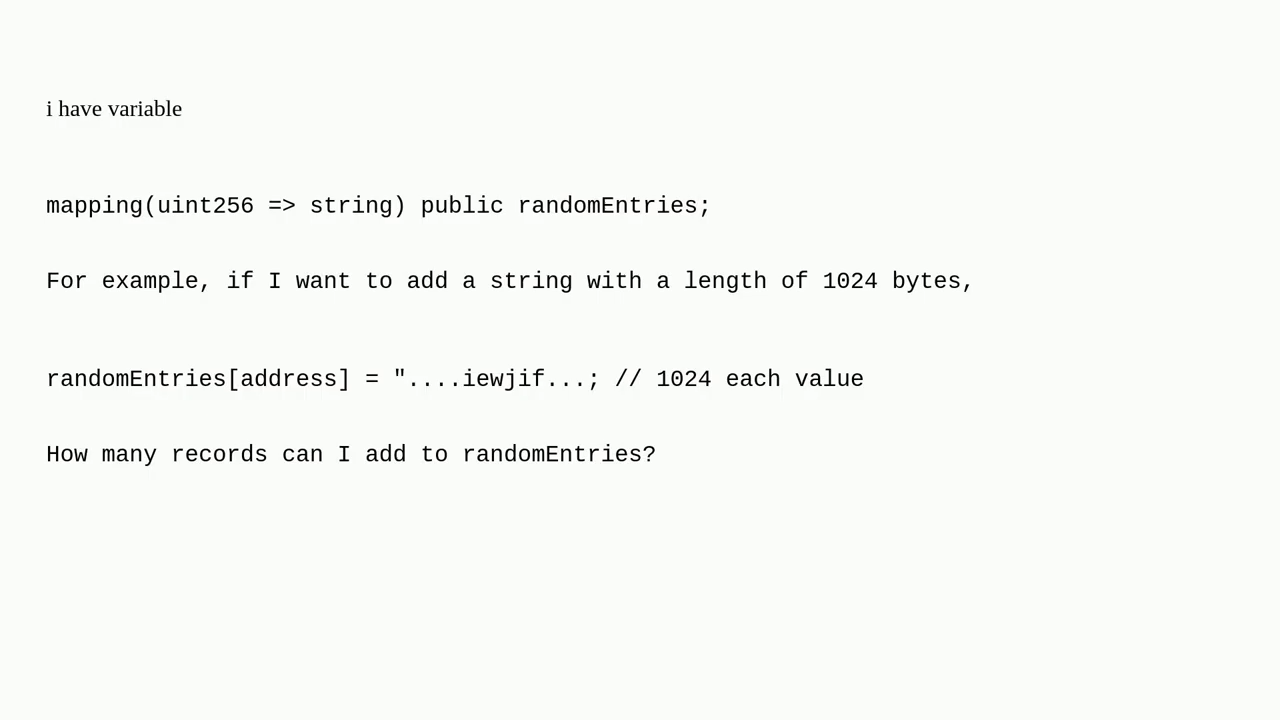 i have variable
mapping(uint256 => string) public randomEntries;
For example, if I want to add a string with a length of 1024 bytes,
randomEntries[address] = "....iewjif...; // 1024 each value
How many records can I add to randomEntries?